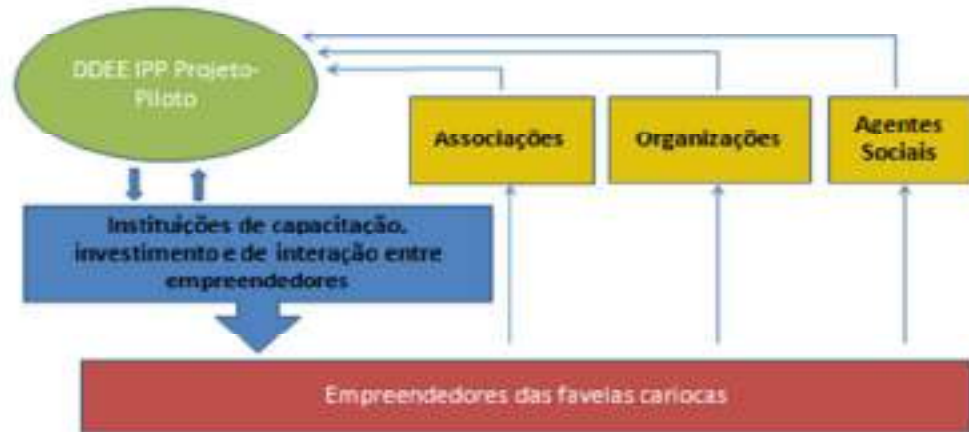 DDEE IPP Projeto-
Piloto
Associações
Organizações
Agentes
Sociais
Instituições de capacitação,
investimento e de interação entre
empreendedores
Empreendedores das favelas cariocas